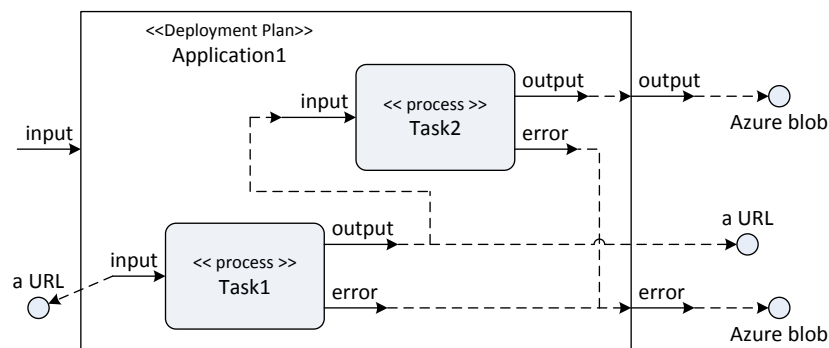 <<Deployment Plan>>
Application1
input
input
<< process >>
Task2
output
error
output
Azure blob
input
a URL
<< process >>
Task1
output
error
a URL
error
Azure blob